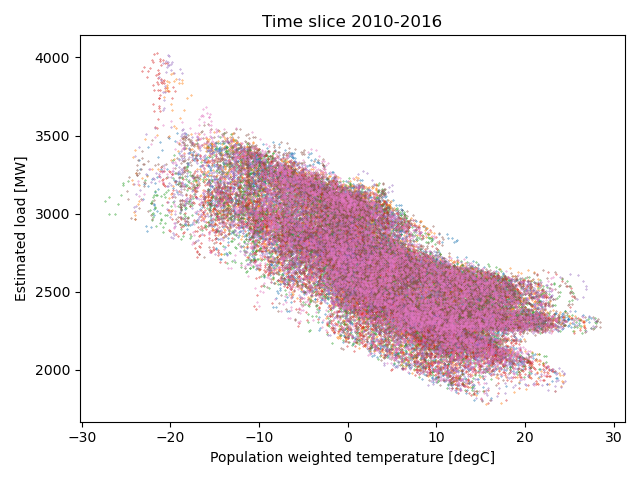 Time slice 2010-2016
Estimated load [MW]
4000
3500
3000
2500
2000
−30 −20 −10 0 10 20 30
Population weighted temperature [degC]